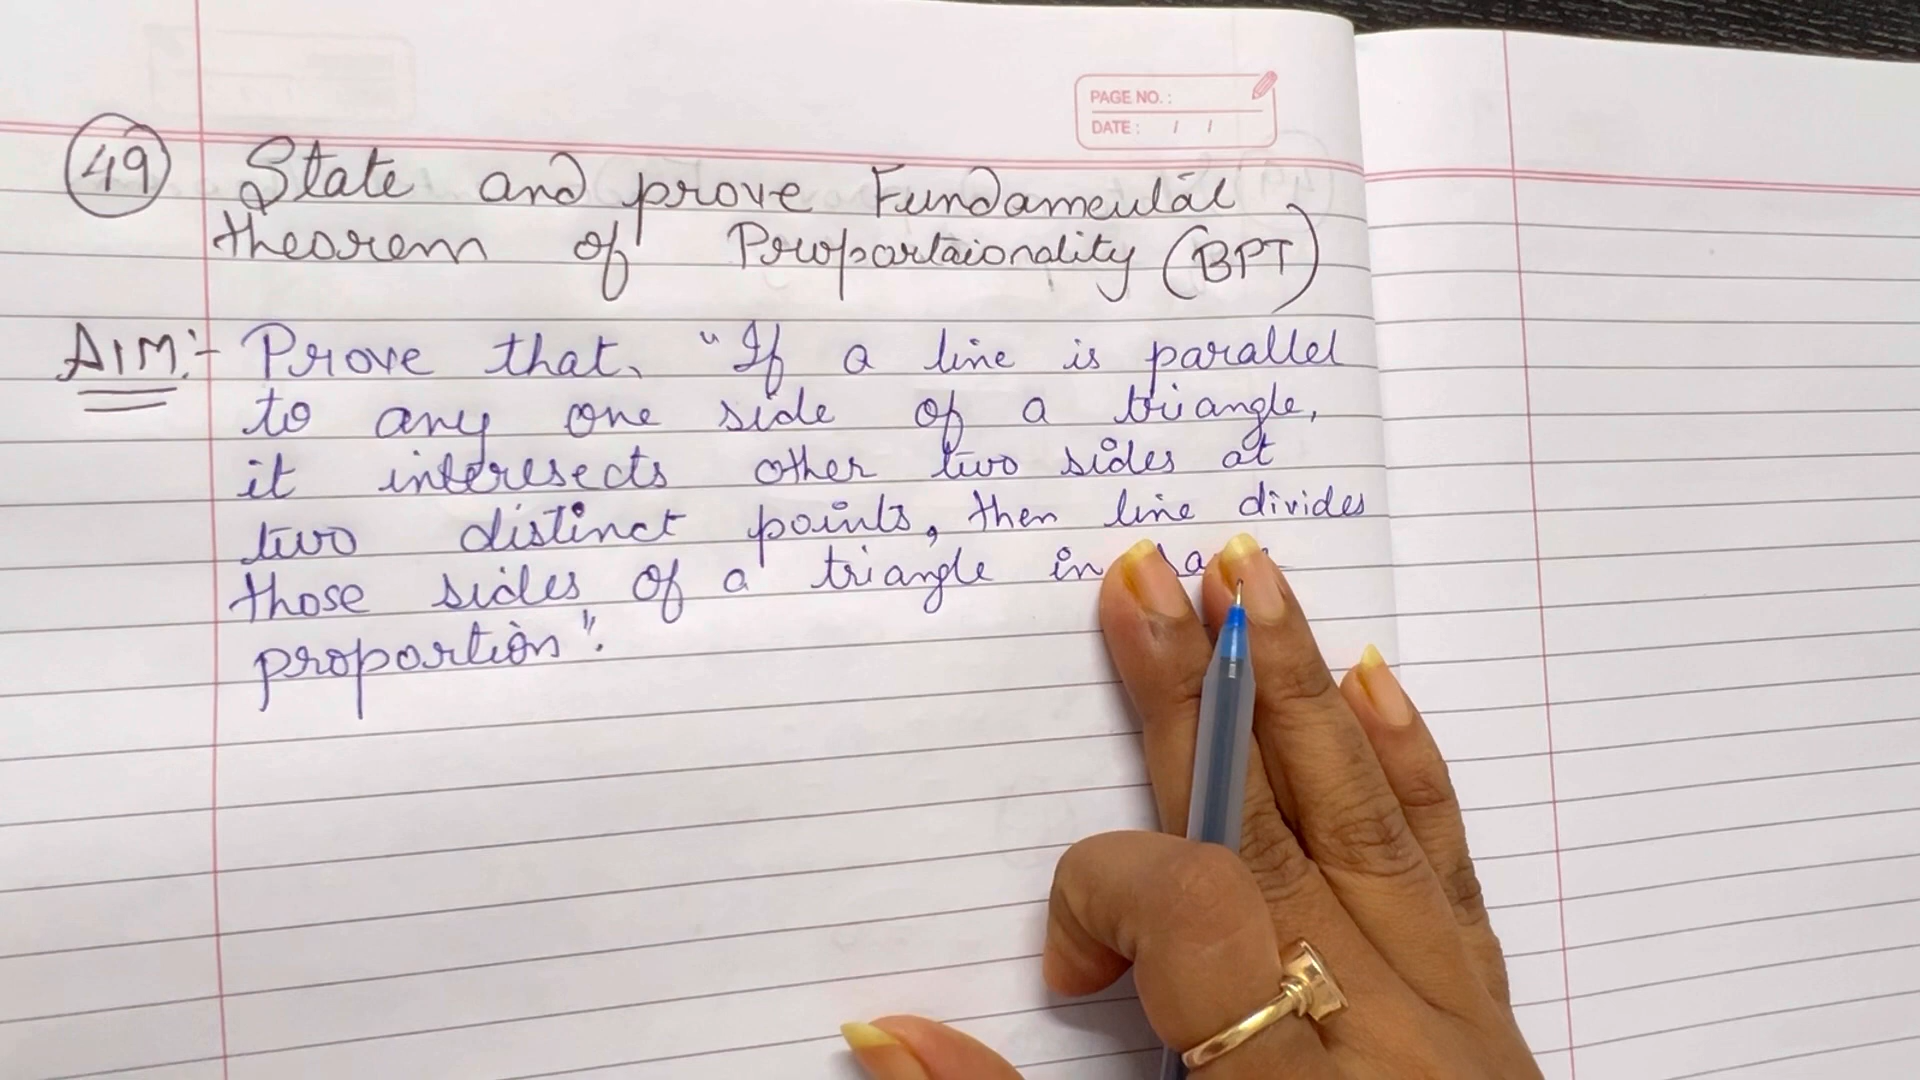 PAGE NO. :
DATE : / /
49 State and prove Fundamental
theorem of Proportaionality (BPT)
AIM:- Prove that, "If a line is parallel
to any one side of a triangle,
it interesects other two sides at
two distinct points, then line divides
those sides of a triangle in
proportion".